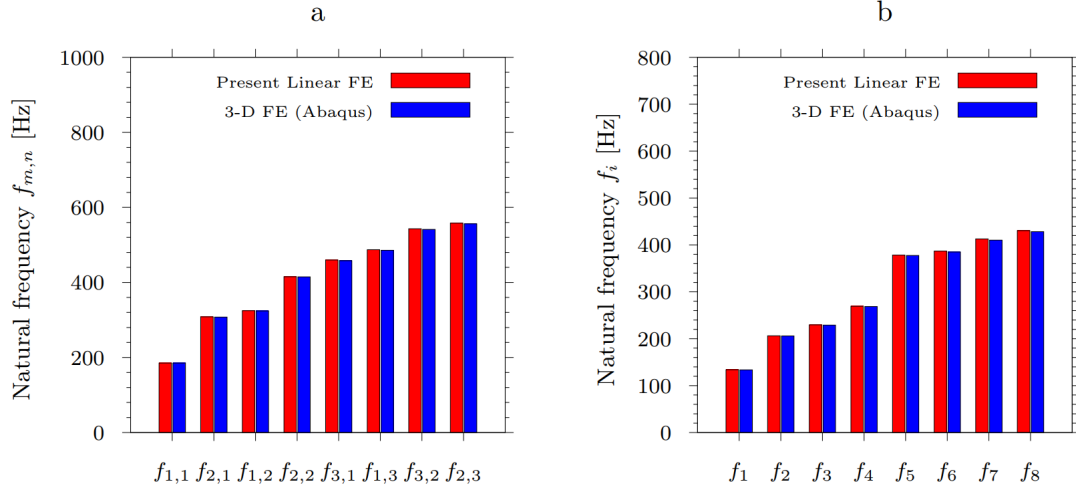 a
1000
800
600
400
200
0
Natural frequency f_{m,n} [Hz]
Present Linear FE
3-D FE (Abaqus)
f_{1,1} f_{2,1} f_{1,2} f_{2,2} f_{3,1} f_{1,3} f_{3,2} f_{2,3}
b
800
700
600
500
400
300
200
100
0
Natural frequency f_i [Hz]
Present Linear FE
3-D FE (Abaqus)
f_1 f_2 f_3 f_4 f_5 f_6 f_7 f_8